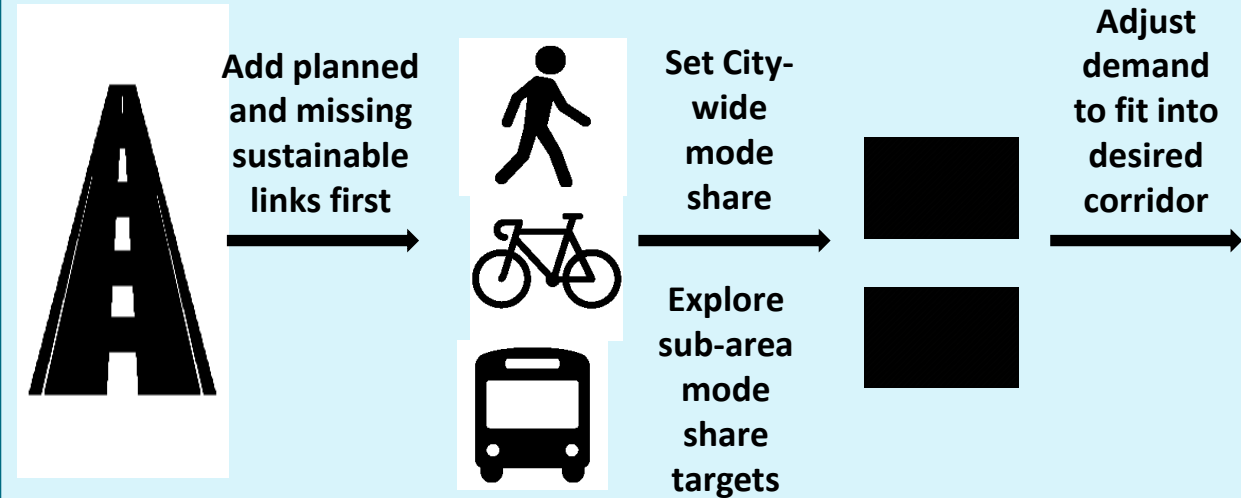 Add planned
and missing
sustainable
links first
Set City-
wide
mode
share
Explore
sub-area
mode
share
targets
Adjust
demand
to fit into
desired
corridor